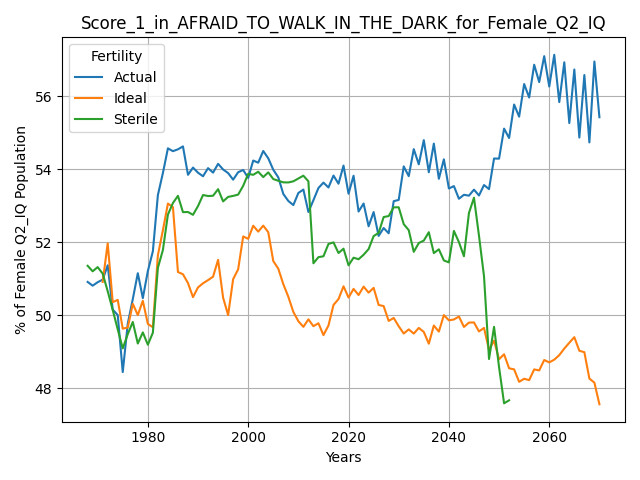 Score_1_in_AFRAID_TO_WALK_IN_THE_DARK_for_Female_Q2_IQ
Fertility
Actual
Ideal
Sterile
% of Female Q2_IQ Population
56
54
52
50
48
1980 2000 2020 2040 2060
Years